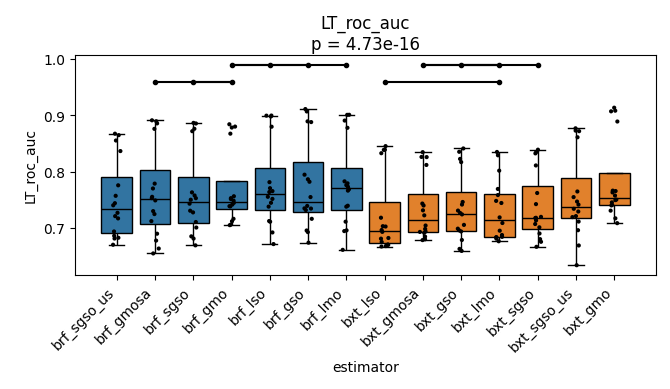 LT_roc_auc
p = 4.73e-16
LT_roc_auc
1.0
0.9
0.8
0.7
brf_sgso_us
brf_gmosa
brf_sgso
brf_gmo
brf_lso
brf_gso
brf_lmo
bxt_lso
bxt_gmosa
bxt_gso
bxt_lmo
bxt_sgso
bxt_sgso_us
bxt_gmo
estimator